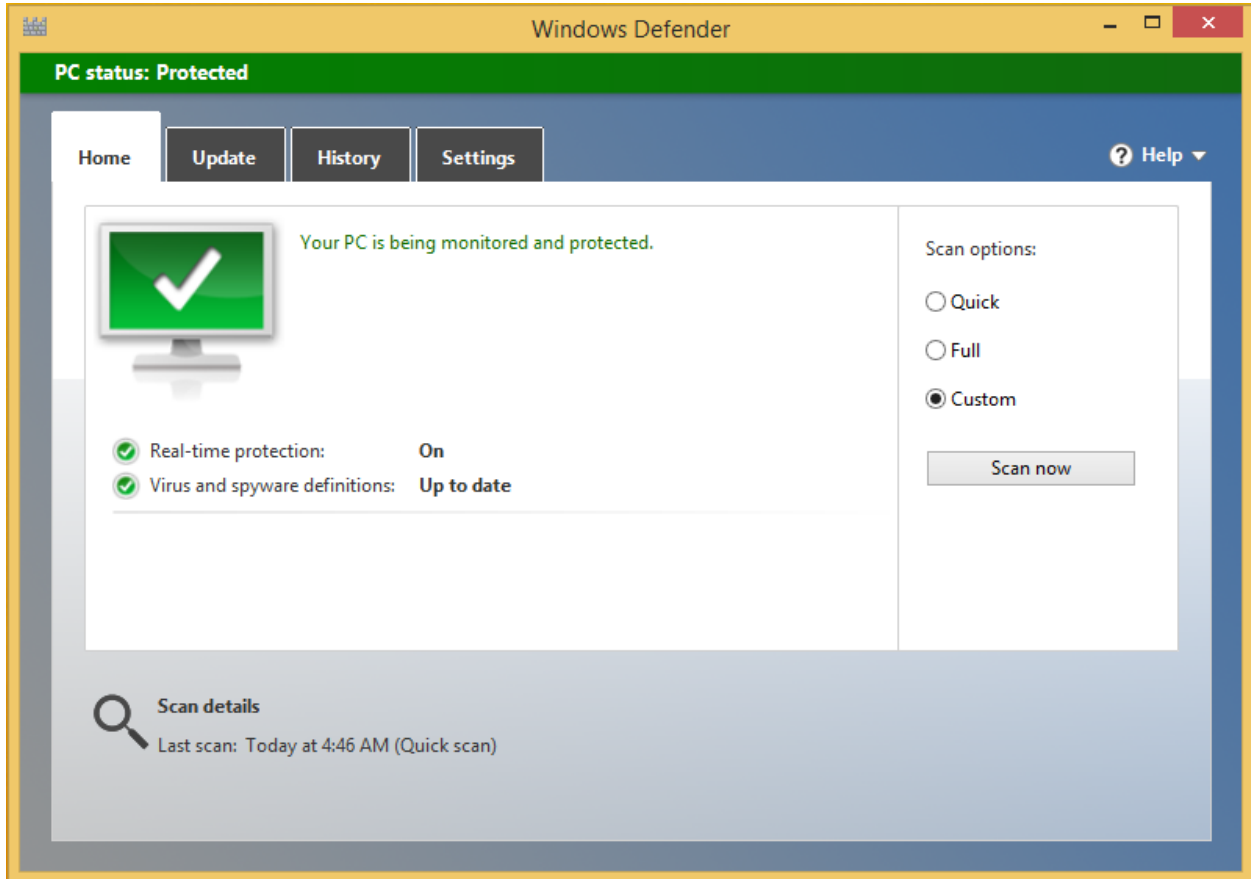 Windows Defender
PC status: Protected
Home
Update
History
Settings
? Help
Your PC is being monitored and protected.
Real-time protection: On
Virus and spyware definitions: Up to date
Scan options:
Quick
Full
Custom
Scan now
Scan details
Last scan: Today at 4:46 AM (Quick scan)